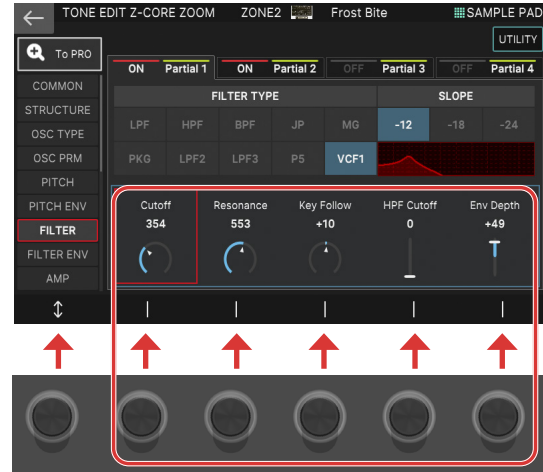 TONE EDIT Z-CORE ZOOM ZONE2 Frost Bite SAMPLE PAD
To PRO
UTILITY
ON Partial 1 ON Partial 2 OFF Partial 3 OFF Partial 4
COMMON
STRUCTURE
OSC TYPE
OSC PRM
PITCH
PITCH ENV
FILTER
FILTER ENV
AMP
FILTER TYPE SLOPE
LPF HPF BPF JP MG -12 -18 -24
PKG LPF2 LPF3 P5 VCF1
Cutoff Resonance Key Follow HPF Cutoff Env Depth
354 553 +10 0 +49